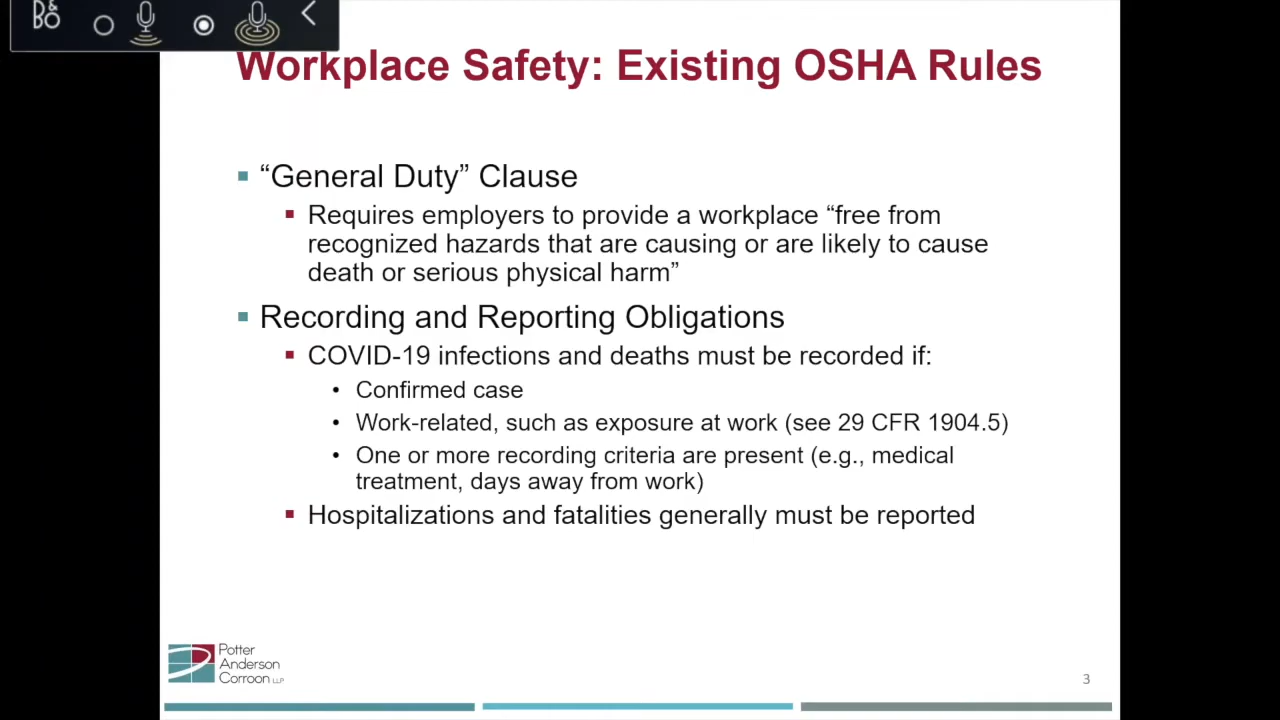 B&O
Workplace Safety: Existing OSHA Rules
“General Duty” Clause
Requires employers to provide a workplace “free from
recognized hazards that are causing or are likely to cause
death or serious physical harm”
Recording and Reporting Obligations
COVID-19 infections and deaths must be recorded if:
Confirmed case
Work-related, such as exposure at work (see 29 CFR 1904.5)
One or more recording criteria are present (e.g., medical
treatment, days away from work)
Hospitalizations and fatalities generally must be reported
Potter
Anderson
Corroon LLP
3